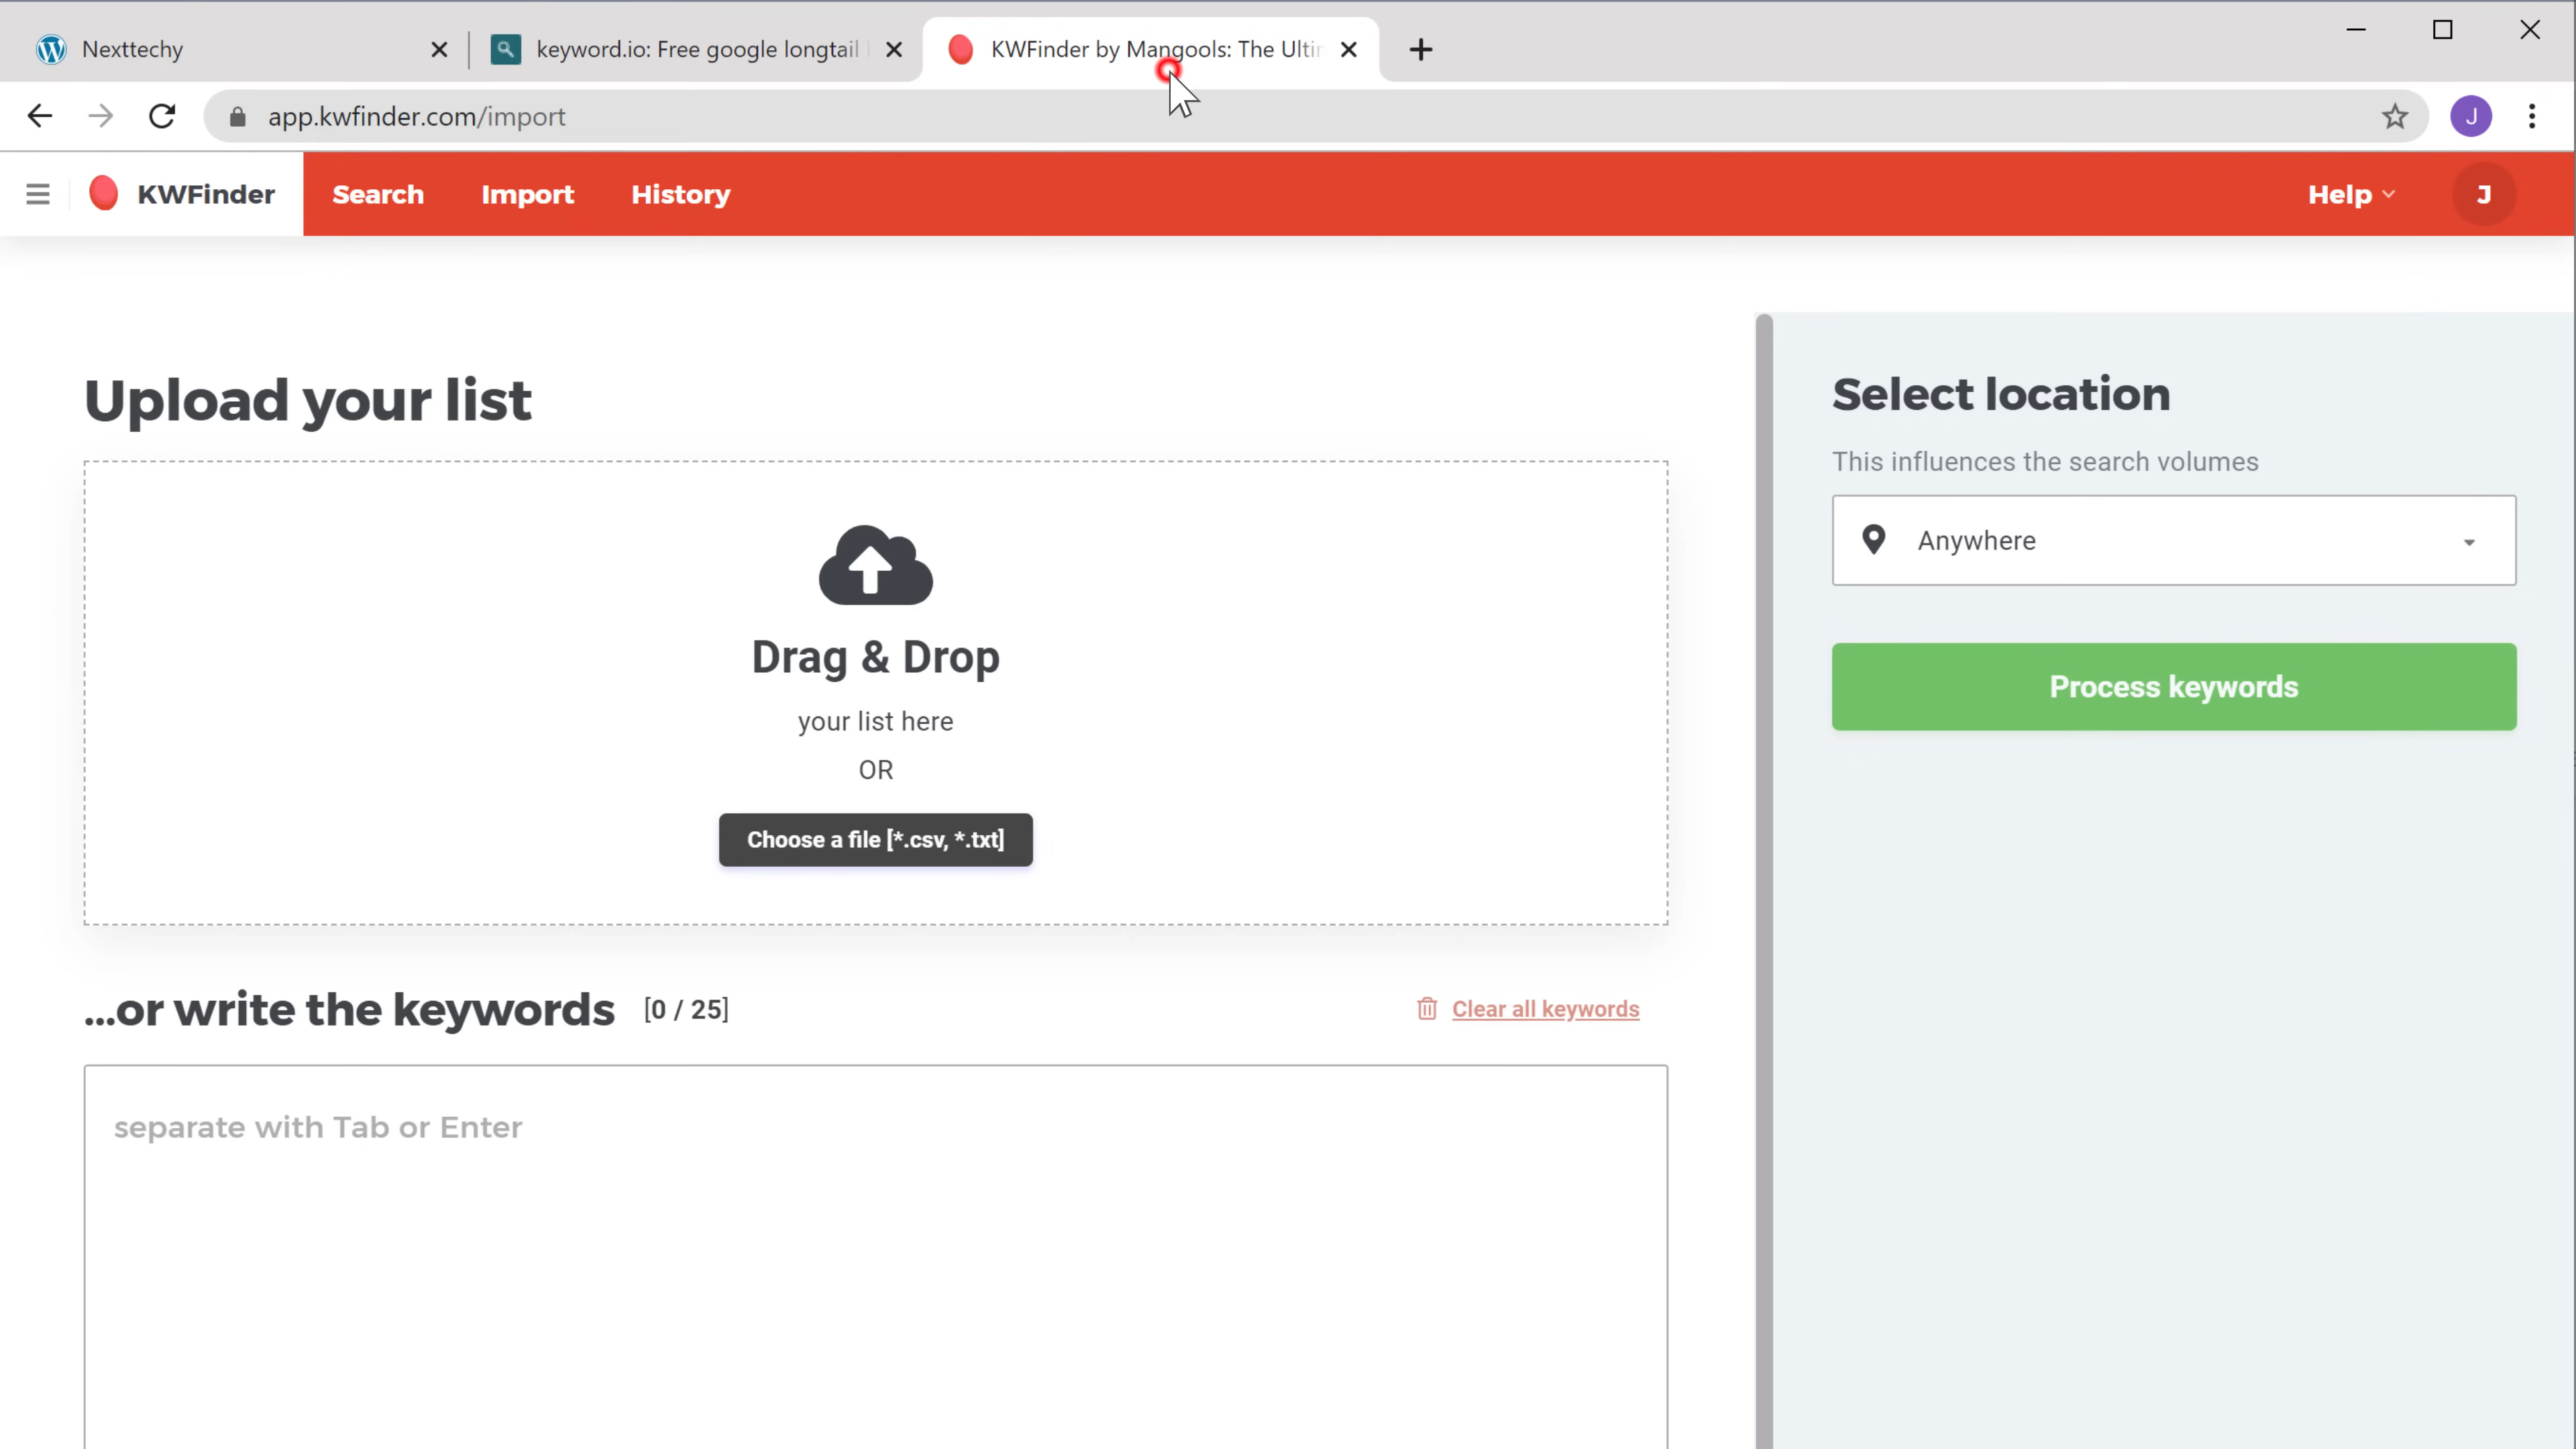 Nexttechy
keyword.io: Free google longtail
KWFinder by Mangools: The Ultim
app.kwfinder.com/import
J
KWFinder
Search
Import
History
Help
J
Upload your list
Drag & Drop
your list here
OR
Choose a file [*.csv, *.txt]
...or write the keywords [0 / 25]
Clear all keywords
separate with Tab or Enter
Select location
This influences the search volumes
Anywhere
Process keywords